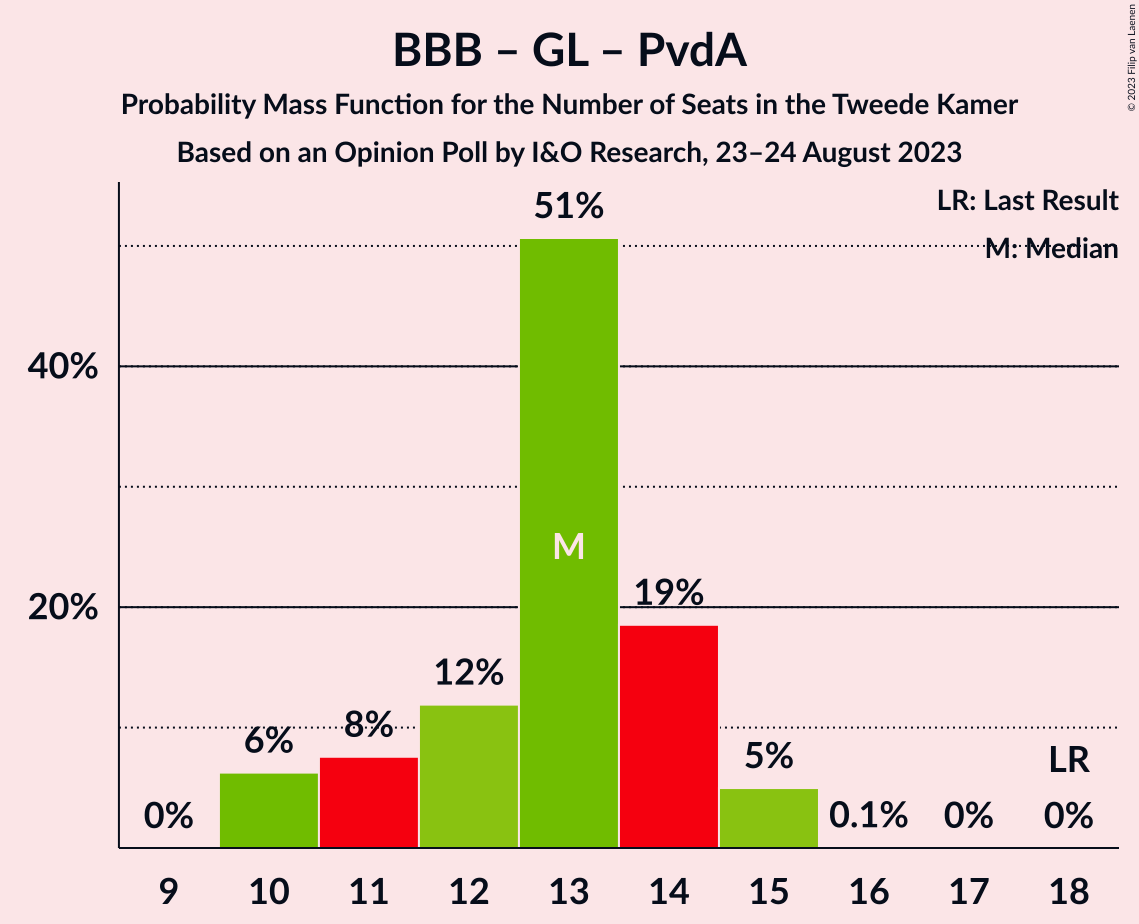 BBB – GL – PvdA
Probability Mass Function for the Number of Seats in the Tweede Kamer
Based on an Opinion Poll by I&O Research, 23–24 August 2023
© 2023 Filip van Laenen
LR: Last Result
M: Median
51%
40%
M
19%
20%
12%
8%
6%
5%
LR
0%
0.1%
0%
0%
9 10 11 12 13 14 15 16 17 18